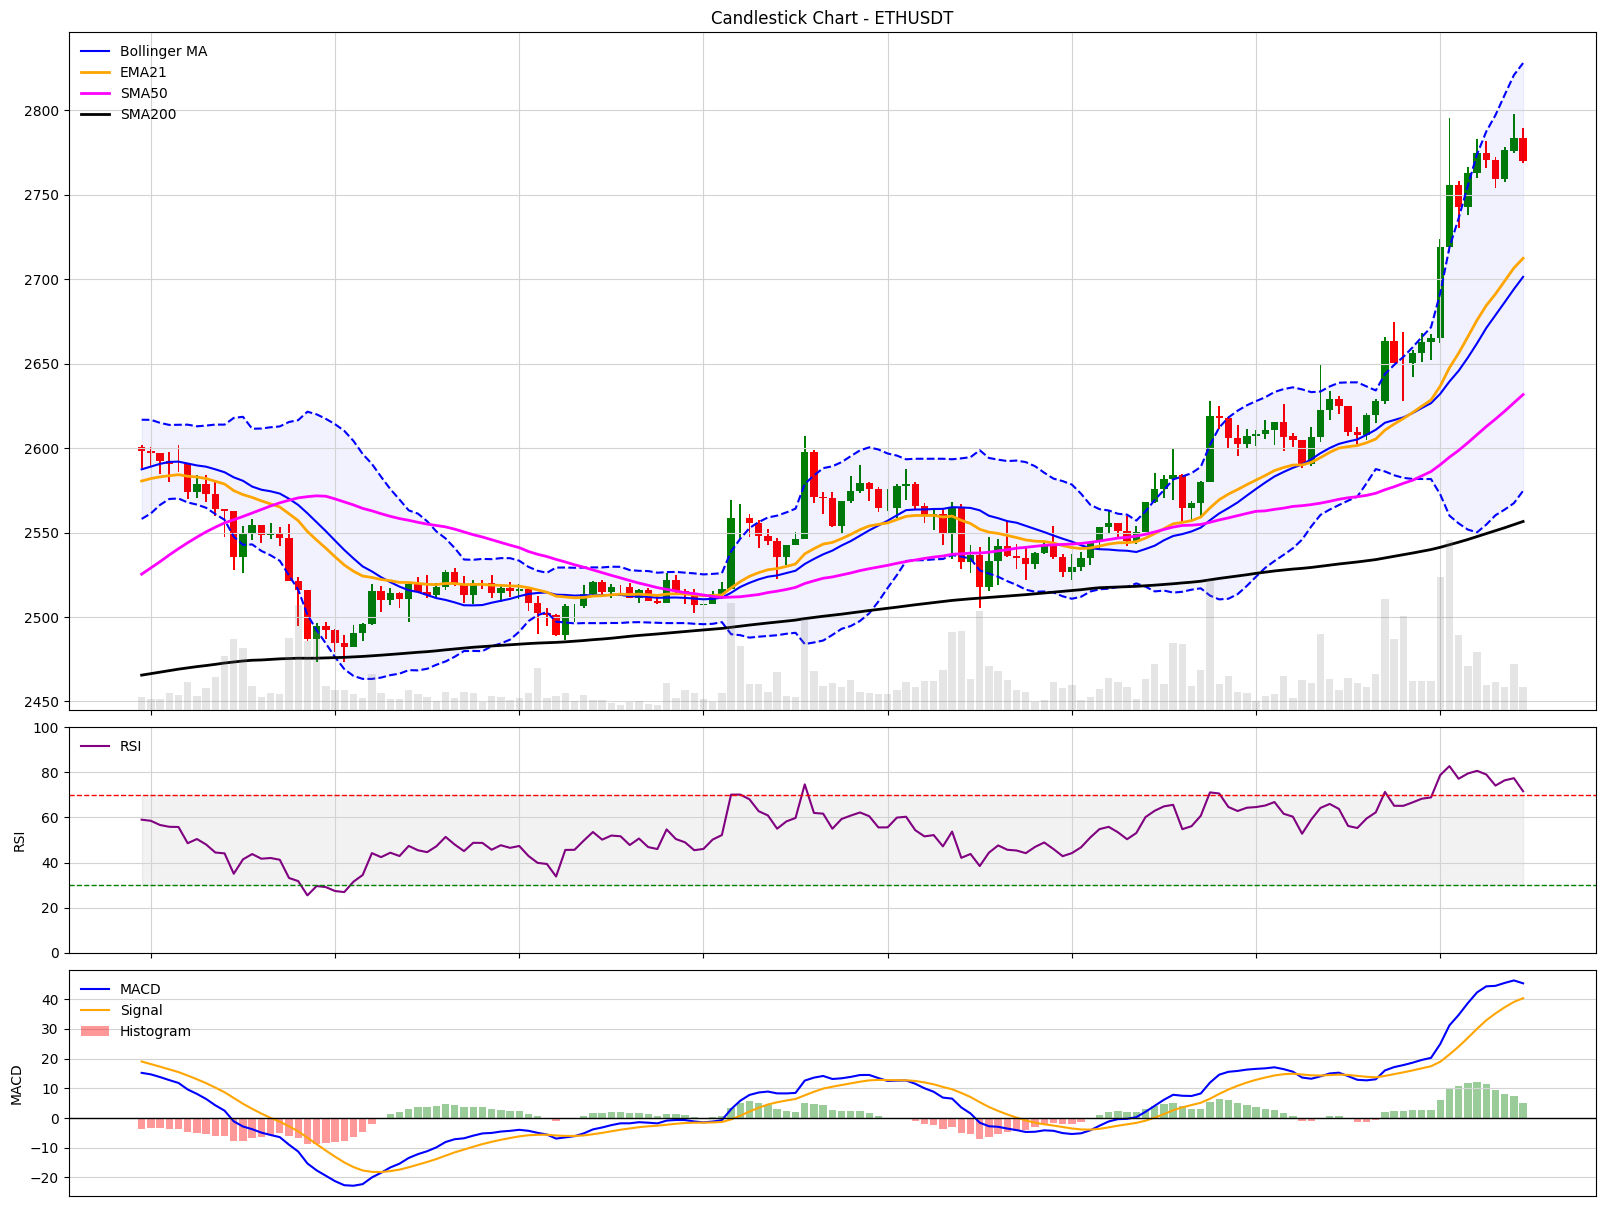 Candlestick Chart - ETHUSDT
Bollinger MA
EMA21
SMA50
SMA200
2800
2750
2700
2650
2600
2550
2500
2450
RSI
100
80
60
40
20
0
RSI
MACD
Signal
Histogram
40
30
20
10
0
−10
−20
MACD